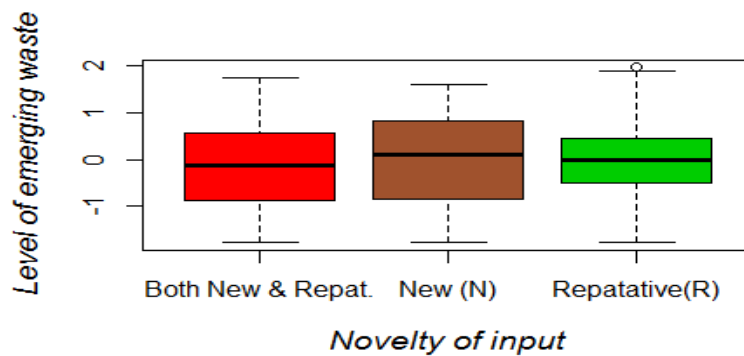 Level of emerging waste
2
1
0
-1
Both New & Repat. New (N) Repatative(R)
Novelty of input